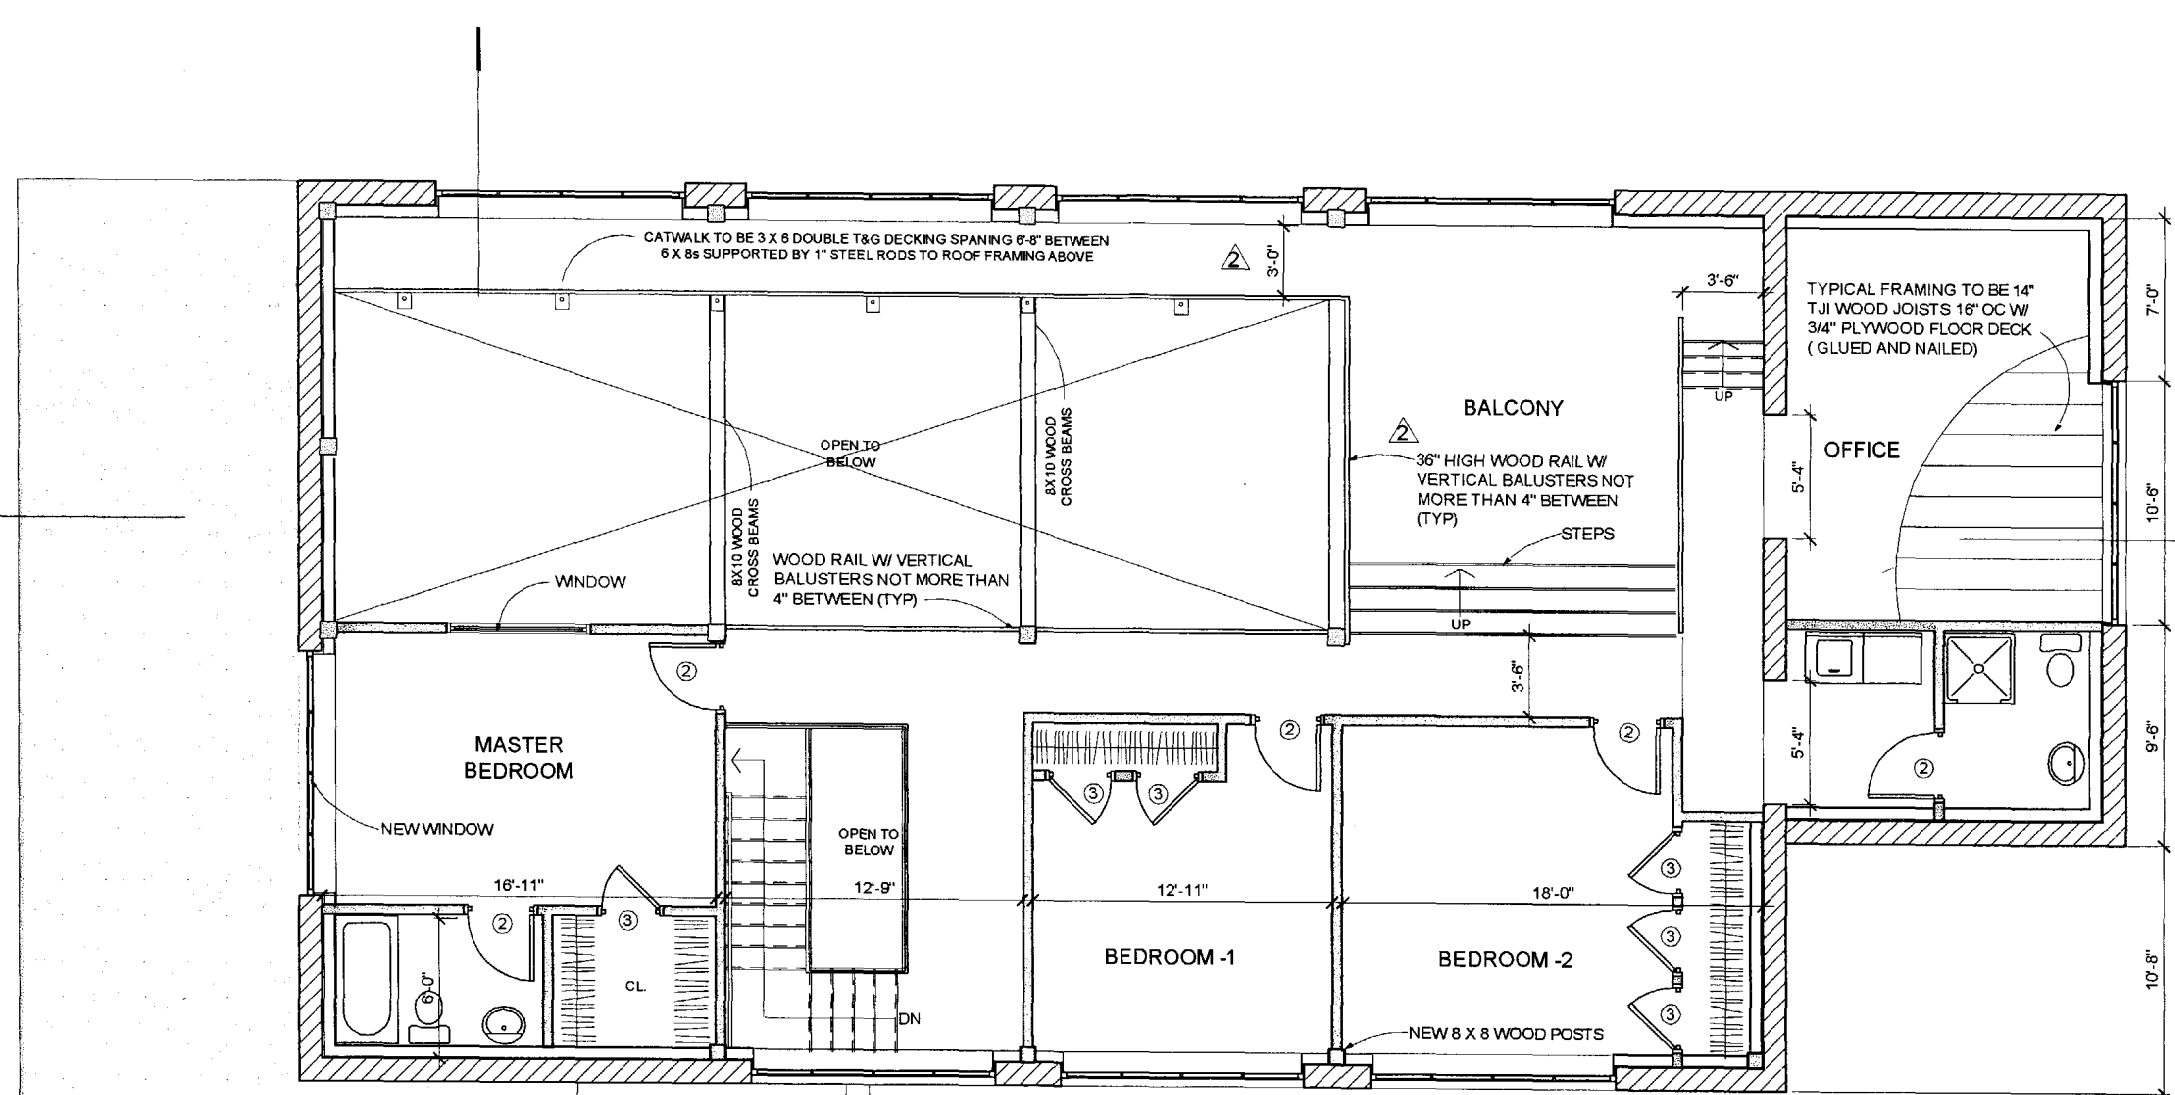 CATWALK TO BE 3 X 6 DOUBLE T&G DECKING SPANING 6'-8" BETWEEN
6 X 8s SUPPORTED BY 1" STEEL RODS TO ROOF FRAMING ABOVE
2
3'-0"
3'-6"
TYPICAL FRAMING TO BE 14"
TJI WOOD JOISTS 16" OC W/
3/4" PLYWOOD FLOOR DECK
( GLUED AND NAILED)
7'-0"
UP
BALCONY
2
36" HIGH WOOD RAIL W/
VERTICAL BALUSTERS NOT
MORE THAN 4" BETWEEN
(TYP)
STEPS
UP
OFFICE
5'-4"
10'-6"
OPEN TO
BELOW
8X10 WOOD
CROSS BEAMS
8X10 WOOD
CROSS BEAMS
WOOD RAIL W/ VERTICAL
BALUSTERS NOT MORE THAN
4" BETWEEN (TYP)
WINDOW
2
3'-6"
MASTER
BEDROOM
2
2
5'-4"
2
9'-6"
NEW WINDOW
3
3
OPEN TO
BELOW
3
16'-11"
12'-9"
12'-11"
18'-0"
2
3
3
BEDROOM -1
BEDROOM -2
6'-0"
CL.
10'-8"
DN
3
NEW 8 X 8 WOOD POSTS